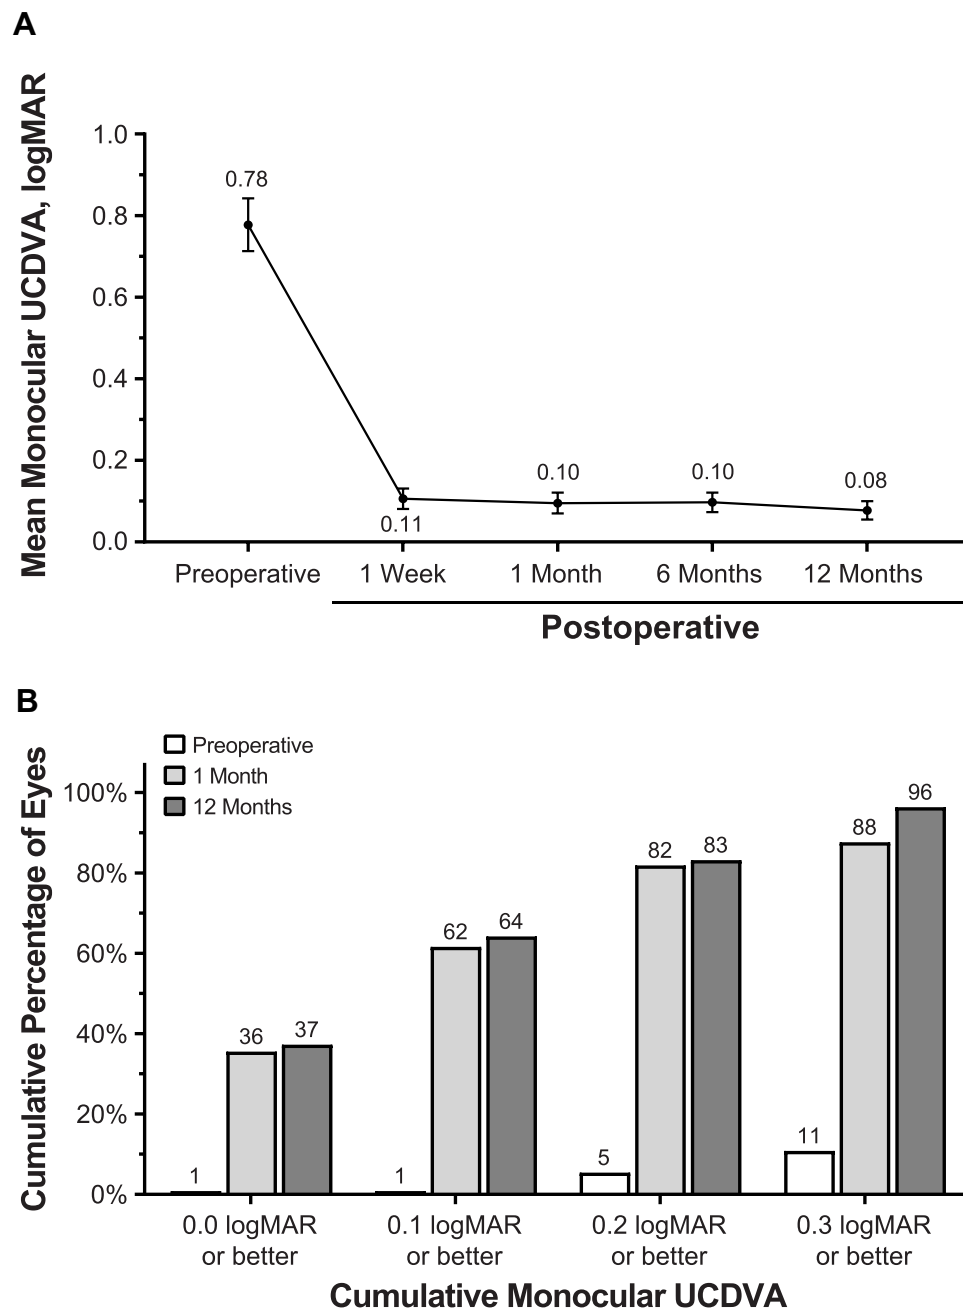 A
Mean Monocular UCDVA, logMAR
1.0
0.8
0.6
0.4
0.2
0.0
0.78
0.11
0.10
0.10
0.08
Preoperative 1 Week 1 Month 6 Months 12 Months
Postoperative
B
Cumulative Percentage of Eyes
Preoperative
1 Month
12 Months
100%
80%
60%
40%
20%
0%
1 36 37
1 62 64
5 82 83
11 88 96
0.0 logMAR or better
0.1 logMAR or better
0.2 logMAR or better
0.3 logMAR or better
Cumulative Monocular UCDVA